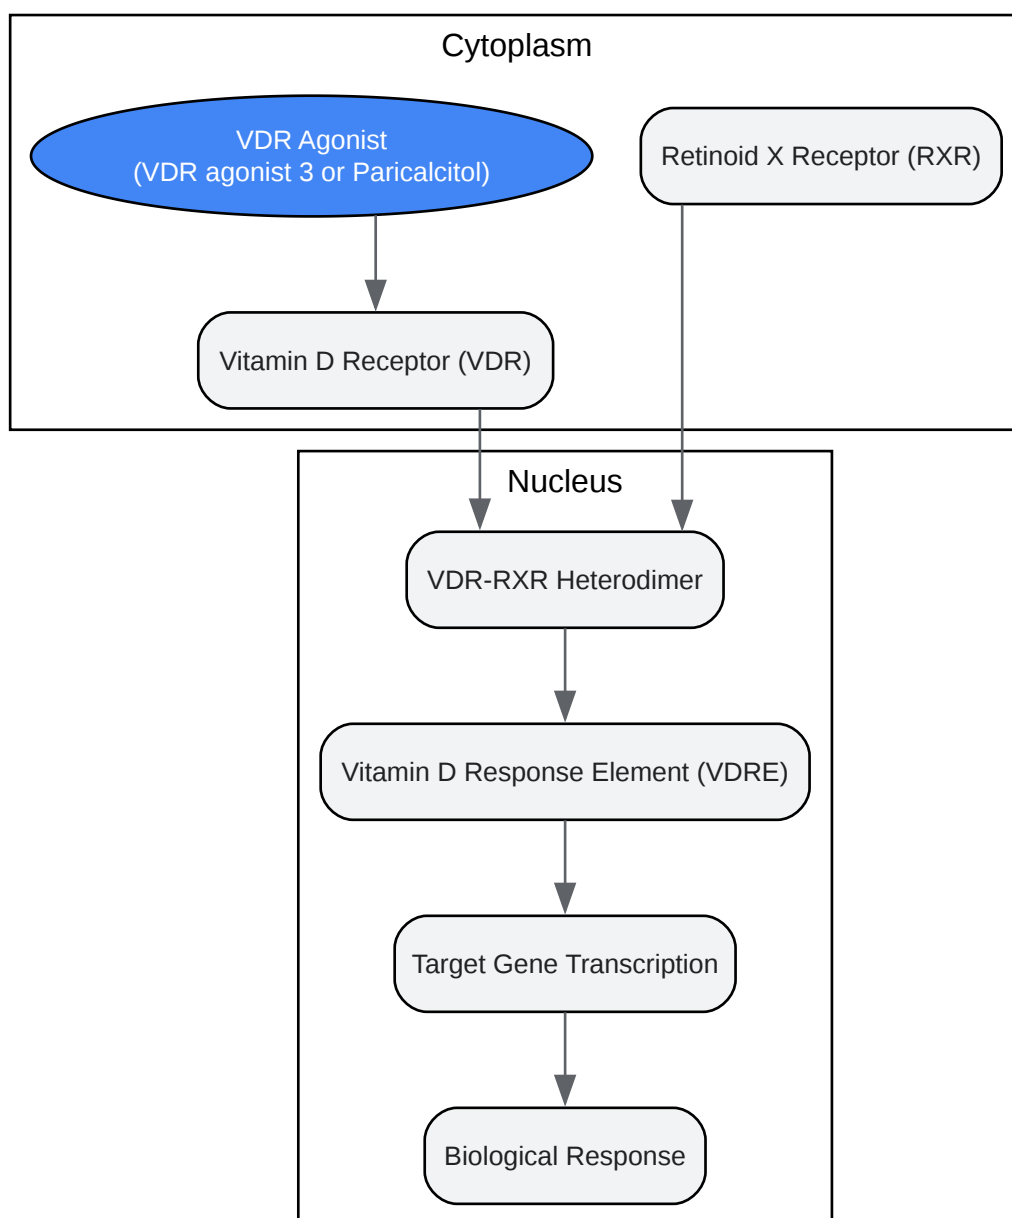 Cytoplasm
VDR Agonist
(VDR agonist 3 or Paricalcitol)
Retinoid X Receptor (RXR)
Vitamin D Receptor (VDR)
Nucleus
VDR-RXR Heterodimer
Vitamin D Response Element (VDRE)
Target Gene Transcription
Biological Response